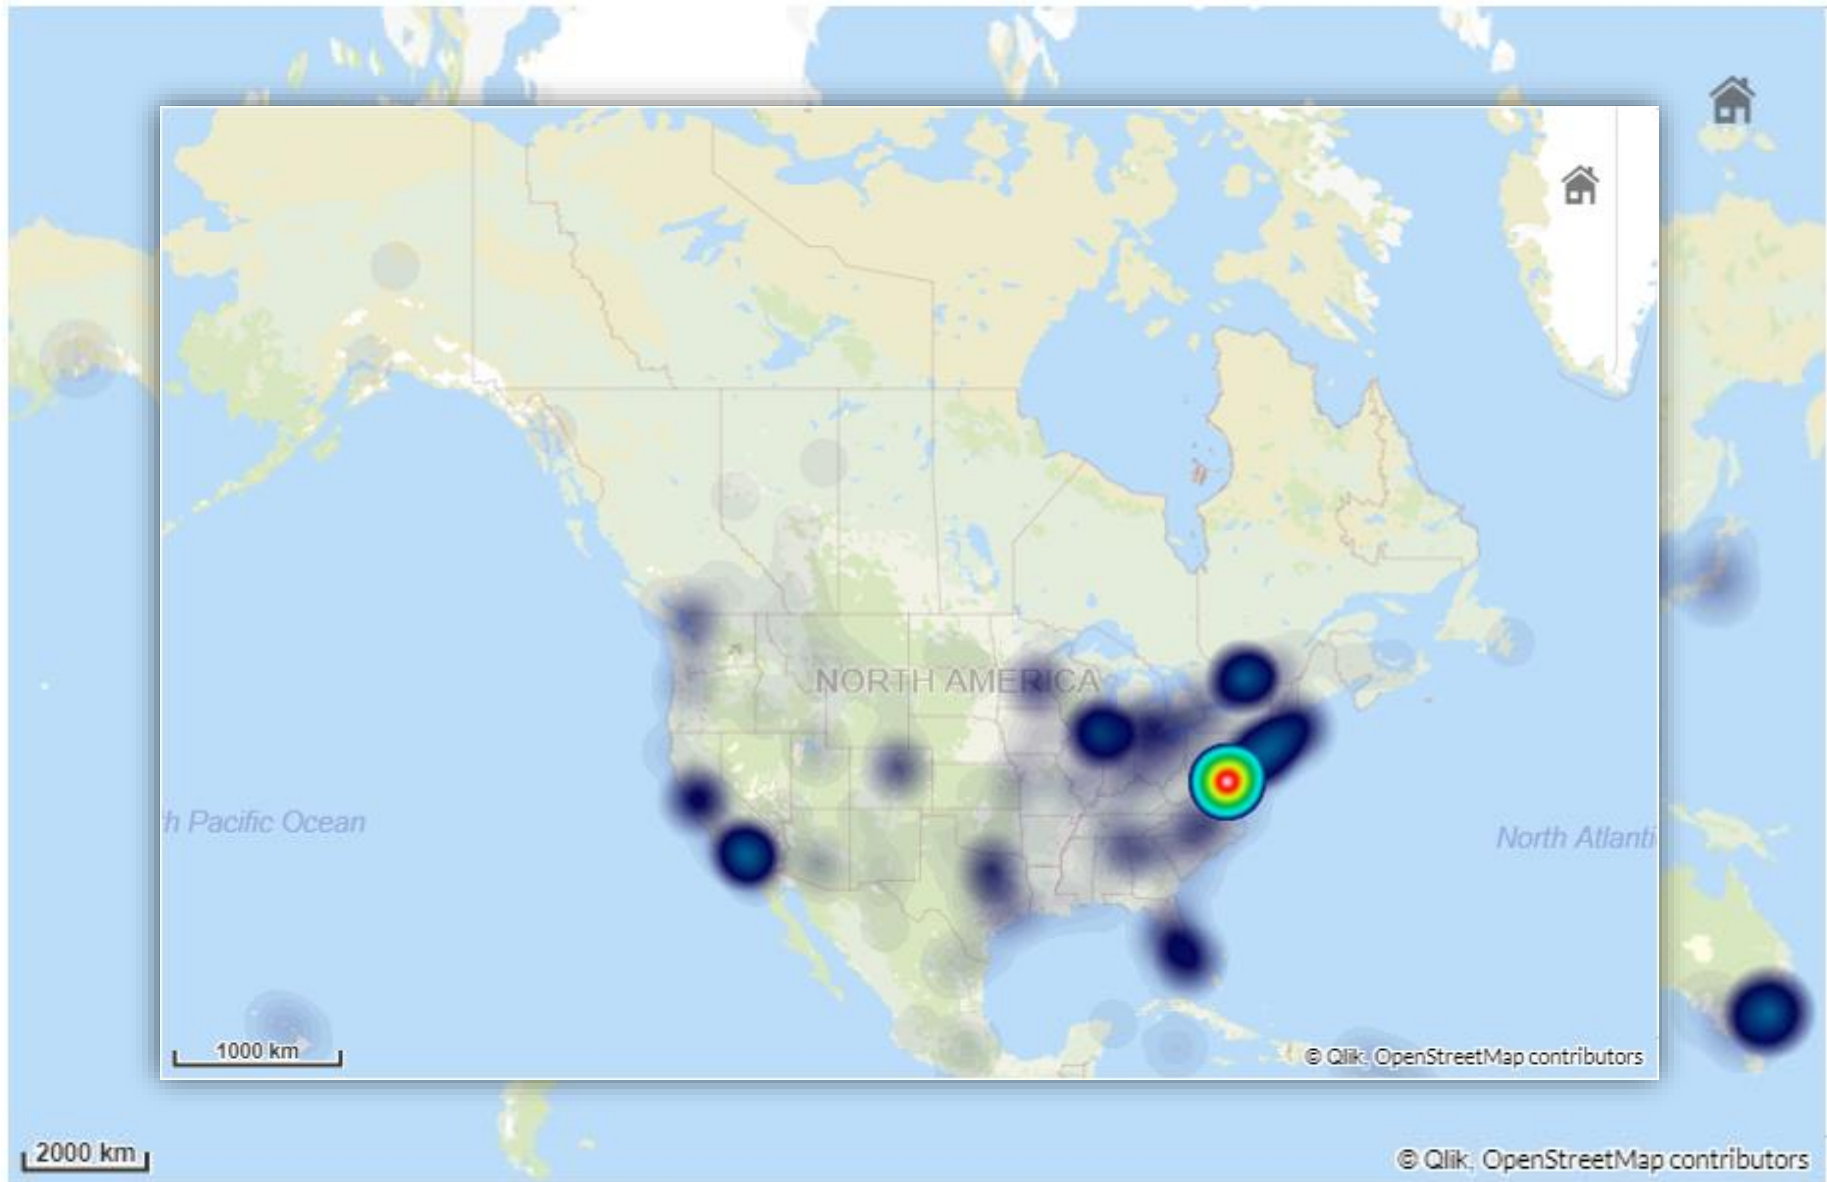 NORTH AMERICA
h Pacific Ocean
North Atlanti
1000 km
© Qlik, OpenStreetMap contributors
2000 km
© Qlik, OpenStreetMap contributors